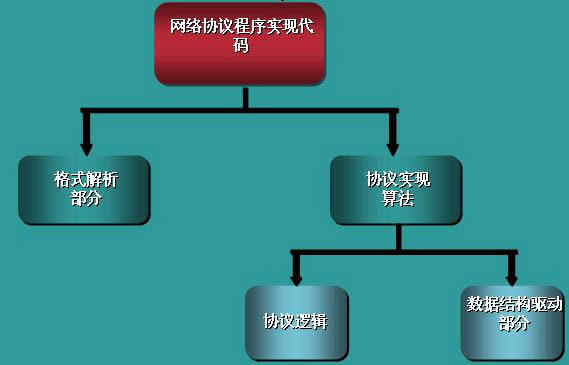 网络协议程序实现代
码
格式解析
部分
协议实现
算法
协议逻辑
数据结构驱动
部分